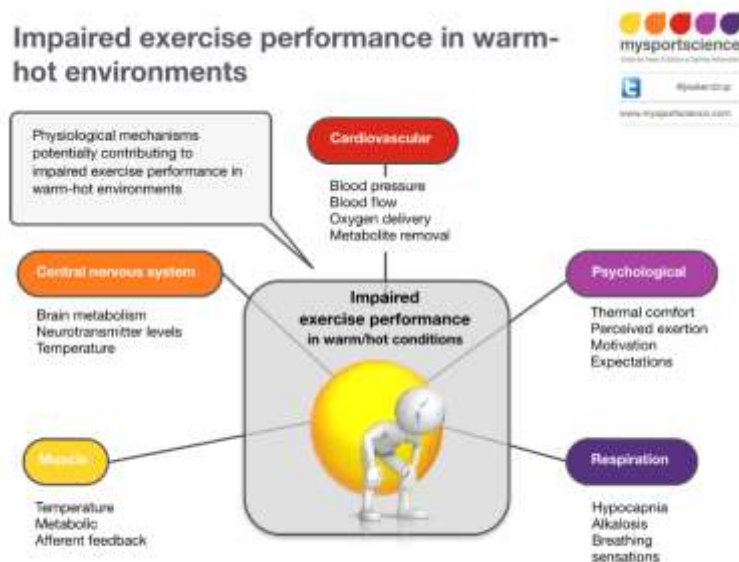 Impaired exercise performance in warm-
hot environments
mysportscience
www.mysportscience.com
Physiological mechanisms
potentially contributing to
impaired exercise performance in
warm-hot environments
Cardiovascular
Blood pressure
Blood flow
Oxygen delivery
Metabolite removal
Central nervous system
Brain metabolism
Neurotransmitter levels
Temperature
Impaired
exercise performance
in warm/hot conditions
Psychological
Thermal comfort
Perceived exertion
Motivation
Expectations
Muscle
Temperature
Metabolic
Afferent feedback
Respiration
Hypocapnia
Alkalosis
Breathing
sensations